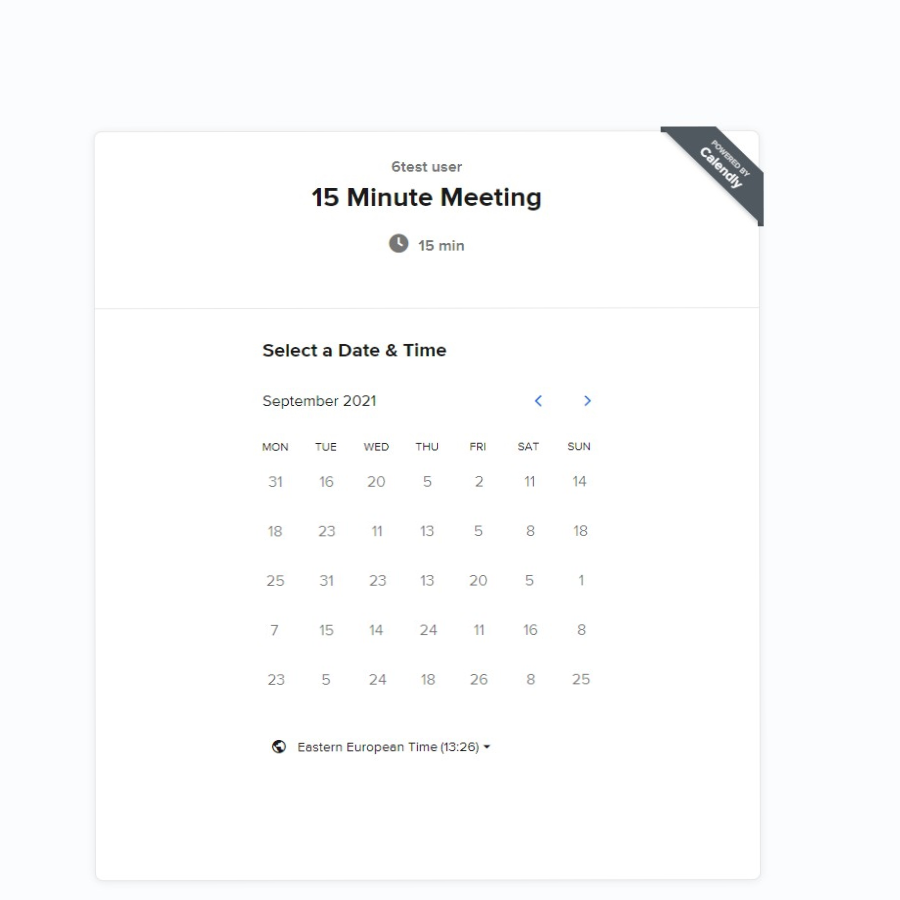 POWERED BY
Calendly
6test user
15 Minute Meeting
15 min
Select a Date & Time
September 2021
MON TUE WED THU FRI SAT SUN
31 16 20 5 2 11 14
18 23 11 13 5 8 18
25 31 23 13 20 5 1
7 15 14 24 11 16 8
23 5 24 18 26 8 25
Eastern European Time (13:26)